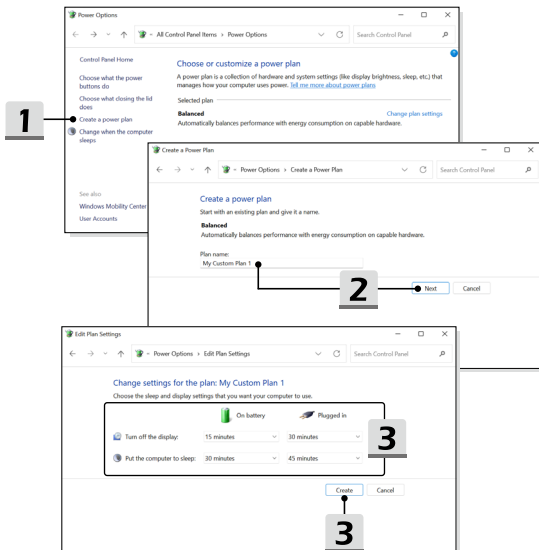 Power Options
All Control Panel Items > Power Options
Search Control Panel
Control Panel Home
Choose what the power
buttons do
Choose what closing the lid
does
Create a power plan
Change when the computer
sleeps
See also
Windows Mobility Center
User Accounts
Choose or customize a power plan
A power plan is a collection of hardware and system settings (like display brightness, sleep, etc.) that
manages how your computer uses power. Tell me more about power plans
Selected plan
Balanced Change plan settings
Automatically balances performance with energy consumption on capable hardware.
1
Create a Power Plan
Power Options > Create a Power Plan
Search Control Panel
Create a power plan
Start with an existing plan and give it a name.
Balanced
Automatically balances performance with energy consumption on capable hardware.
Plan name:
My Custom Plan 1
2
Next Cancel
Edit Plan Settings
Power Options > Edit Plan Settings
Search Control Panel
Change settings for the plan: My Custom Plan 1
Choose the sleep and display settings that you want your computer to use.
On battery Plugged in
Turn off the display: 15 minutes 30 minutes
Put the computer to sleep: 30 minutes 45 minutes
3
Create Cancel
3